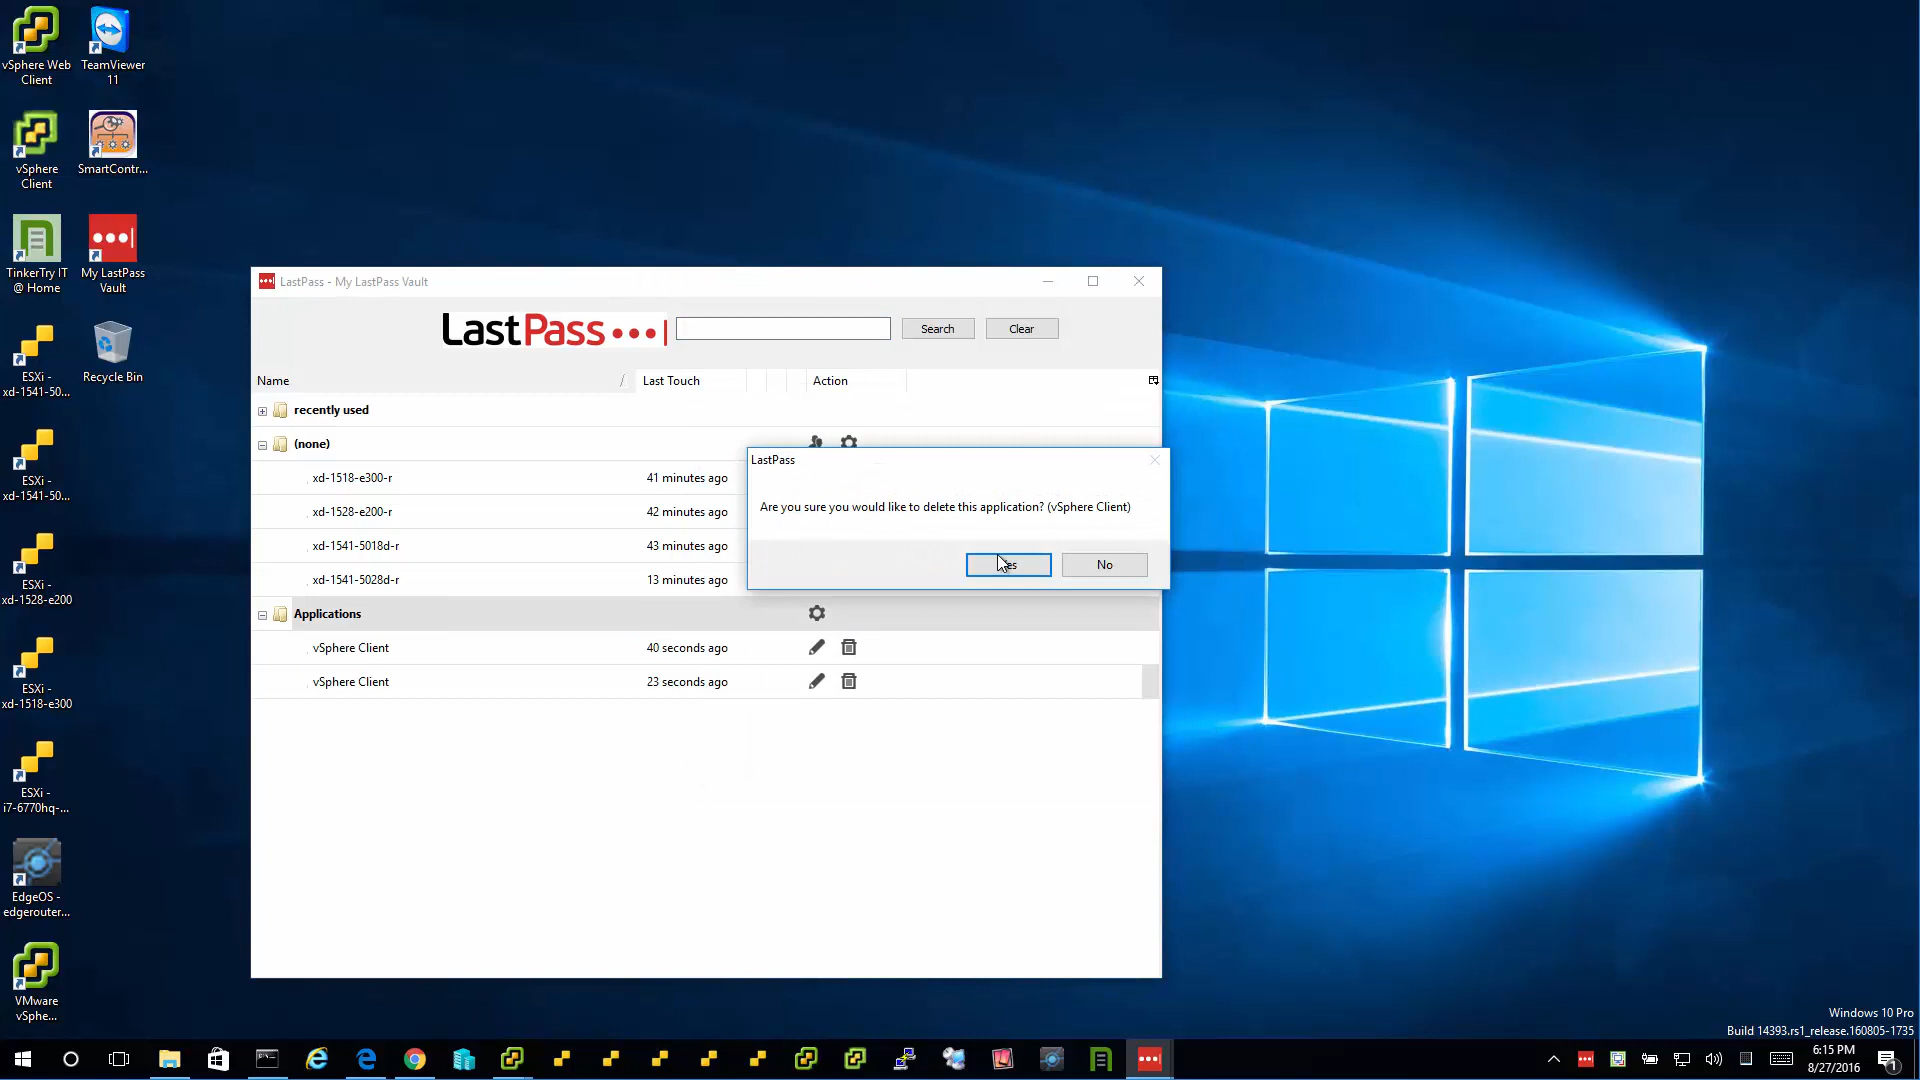 vSphere Web
Client
TeamViewer
11
vSphere
Client
SmartContr...
TinkerTry IT
@ Home
My LastPass
Vault
ESXi -
xd-1541-50...
Recycle Bin
ESXi -
xd-1541-50...
ESXi -
xd-1528-e200
ESXi -
xd-1518-e300
ESXi -
i7-6770hq-...
EdgeOS -
edgerouter...
VMware
vSphe...
LastPass - My LastPass Vault
LastPass
Search
Clear
Name
Last Touch
Action
recently used
(none)
xd-1518-e300-r
41 minutes ago
xd-1528-e200-r
42 minutes ago
xd-1541-5018d-r
43 minutes ago
xd-1541-5028d-r
13 minutes ago
Applications
vSphere Client
40 seconds ago
vSphere Client
23 seconds ago
LastPass
Are you sure you would like to delete this application? (vSphere Client)
No
Windows 10 Pro
Build 14393.rs1_release.160805-1735
6:15 PM
8/27/2016
1